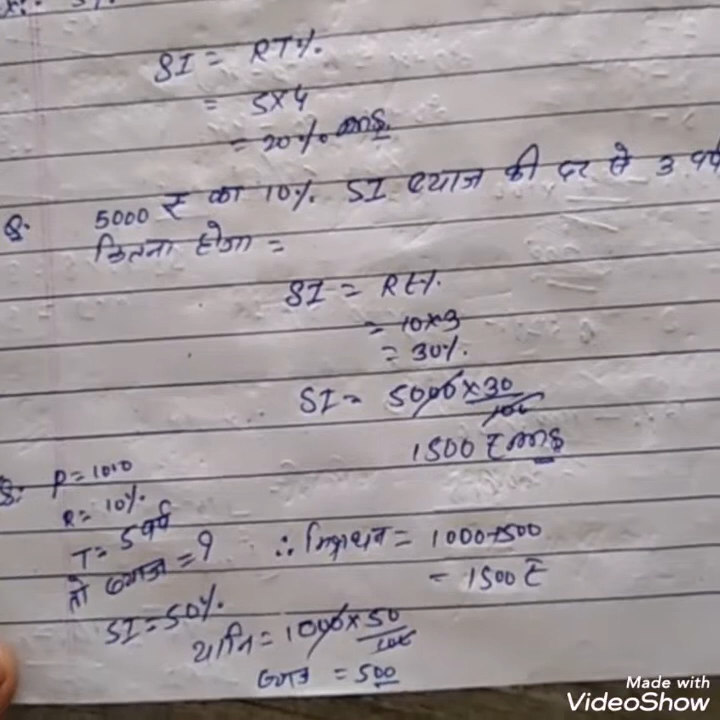 SI = RT%.
= 5×4
= 20% ans.
Q. 5000 ₹ का 10% SI ब्याज की दर से 3 वर्ष
कितना होगा =
SI = Rt%.
= 10×3
= 30%.
SI = 5000×30/100
1500 ₹ ans
Q. P = 1000
R = 10%.
T = 5 वर्ष
तो ब्याज = ?
∴ मिश्रधन = 1000+500
= 1500 ₹
SI = 50%.
यानि = 1000×50/100
ब्याज = 500
Made with
VideoShow